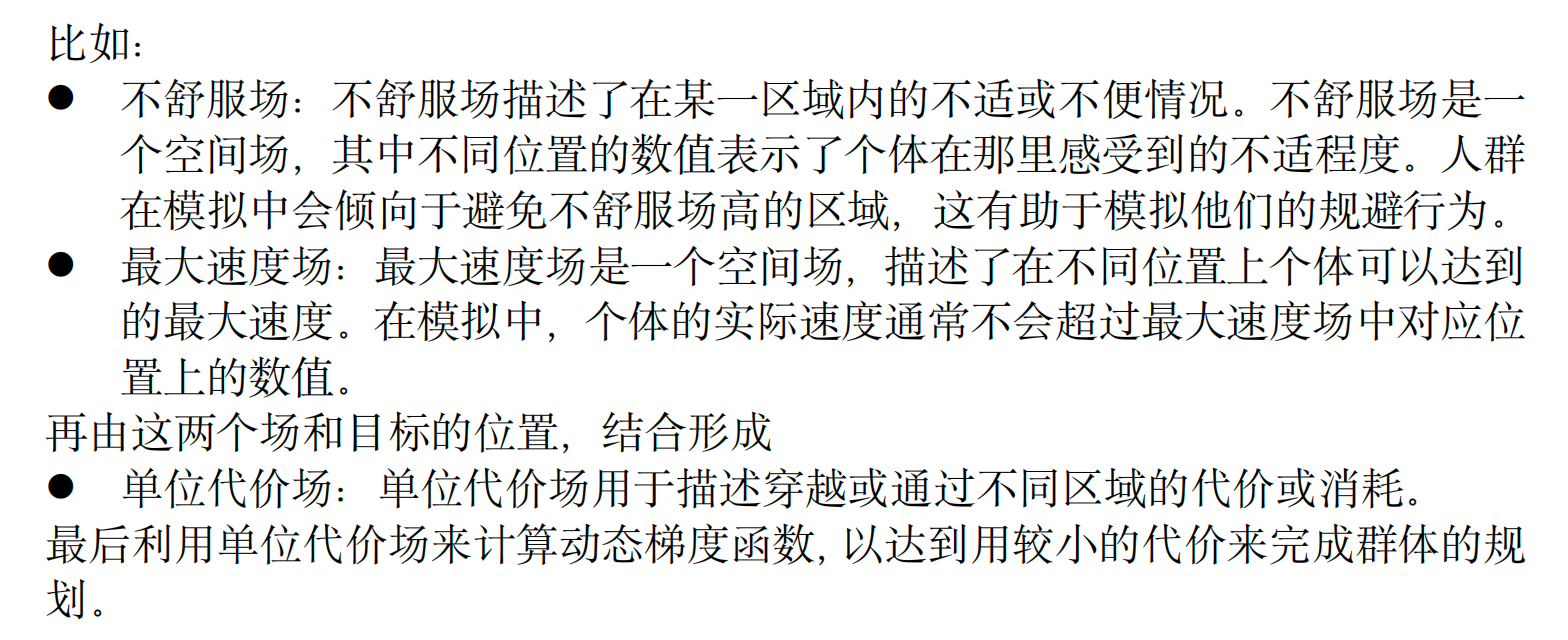 比如：
● 不舒服场：不舒服场描述了在某一区域内的不适或不便情况。不舒服场是一
个空间场，其中不同位置的数值表示了个体在那里感受到的不适程度。人群
在模拟中会倾向于避免不舒服场高的区域，这有助于模拟他们的规避行为。
● 最大速度场：最大速度场是一个空间场，描述了在不同位置上个体可以达到
的最大速度。在模拟中，个体的实际速度通常不会超过最大速度场中对应位
置上的数值。
再由这两个场和目标的位置，结合形成
● 单位代价场：单位代价场用于描述穿越或通过不同区域的代价或消耗。
最后利用单位代价场来计算动态梯度函数，以达到用较小的代价来完成群体的规
划。